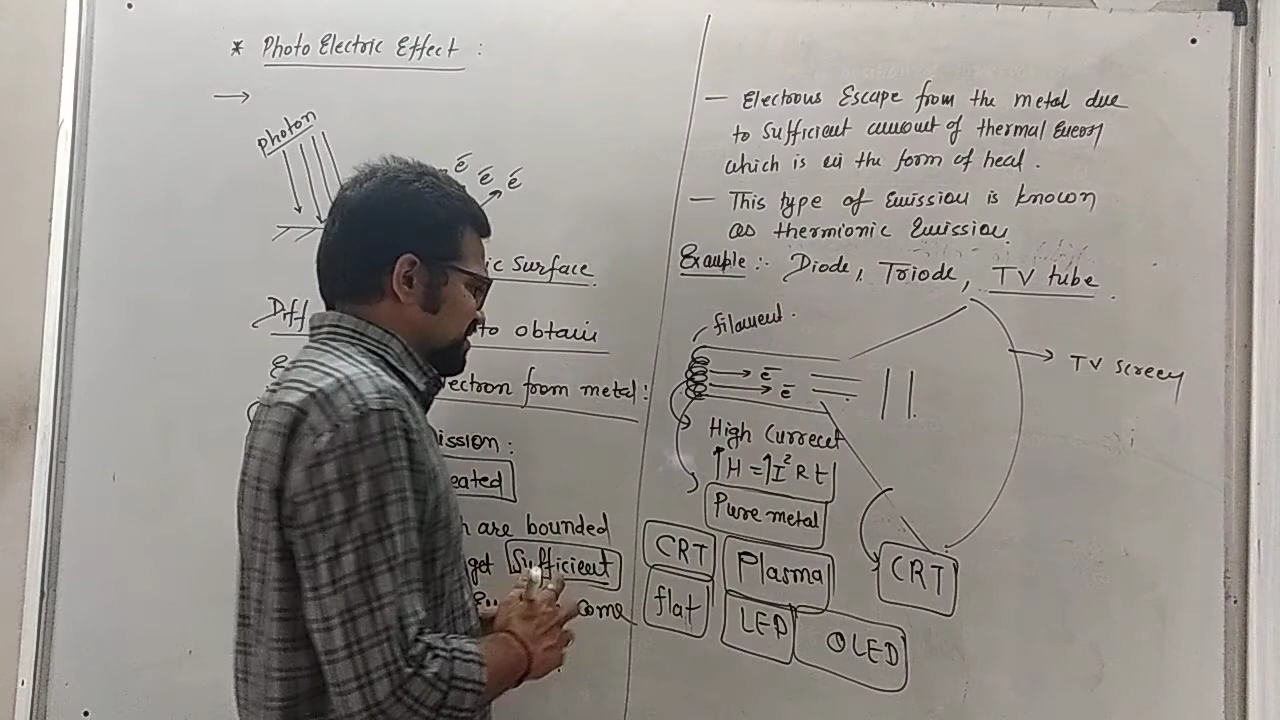 * Photo Electric Effect :
→
Photon
e̅ e̅ e̅
ic Surface.
Diff to obtain
lectron from metal :
ission :
eated
h are bounded
get Sufficient
come
— Electrons Escape from the metal due
to Sufficient amount of thermal Energy
which is in the form of heat .
— This type of Emission is known
as thermionic Emission.
Example :- Diode, Triode, TV tube .
filament .
e̅
e̅
→ TV screen
High Current
↑H = ↑I² R t
Pure metal
CRT
Plasma
CRT
flat
LED
OLED